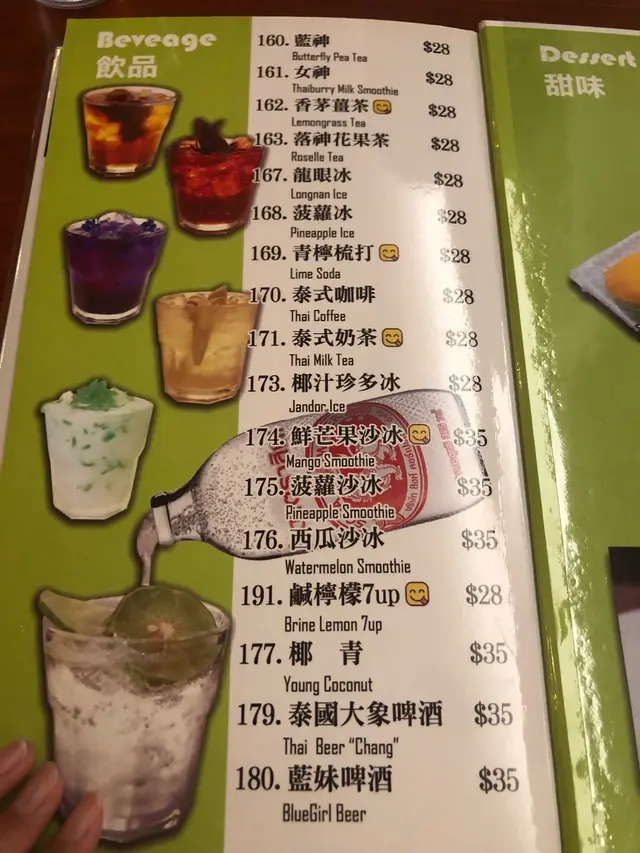 Beveage
飲品
160. 藍神 $28
Butterfly Pea Tea
161. 女神 $28
Thaiburry Milk Smoothie
162. 香茅薑茶 $28
Lemongrass Tea
163. 落神花果茶 $28
Roselle Tea
167. 龍眼冰 $28
Longnan Ice
168. 菠蘿冰 $28
Pineapple Ice
169. 青檸梳打 $28
Lime Soda
170. 泰式咖啡 $28
Thai Coffee
171. 泰式奶茶 $28
Thai Milk Tea
173. 椰汁珍多冰 $28
Jandor Ice
174. 鮮芒果沙冰 $35
Mango Smoothie
175. 菠蘿沙冰 $35
Pineapple Smoothie
176. 西瓜沙冰 $35
Watermelon Smoothie
191. 鹹檸檬7up $28
Brine Lemon 7up
177. 椰 青 $35
Young Coconut
179. 泰國大象啤酒 $35
Thai Beer "Chang"
180. 藍妹啤酒 $35
BlueGirl Beer
Dessert
甜味